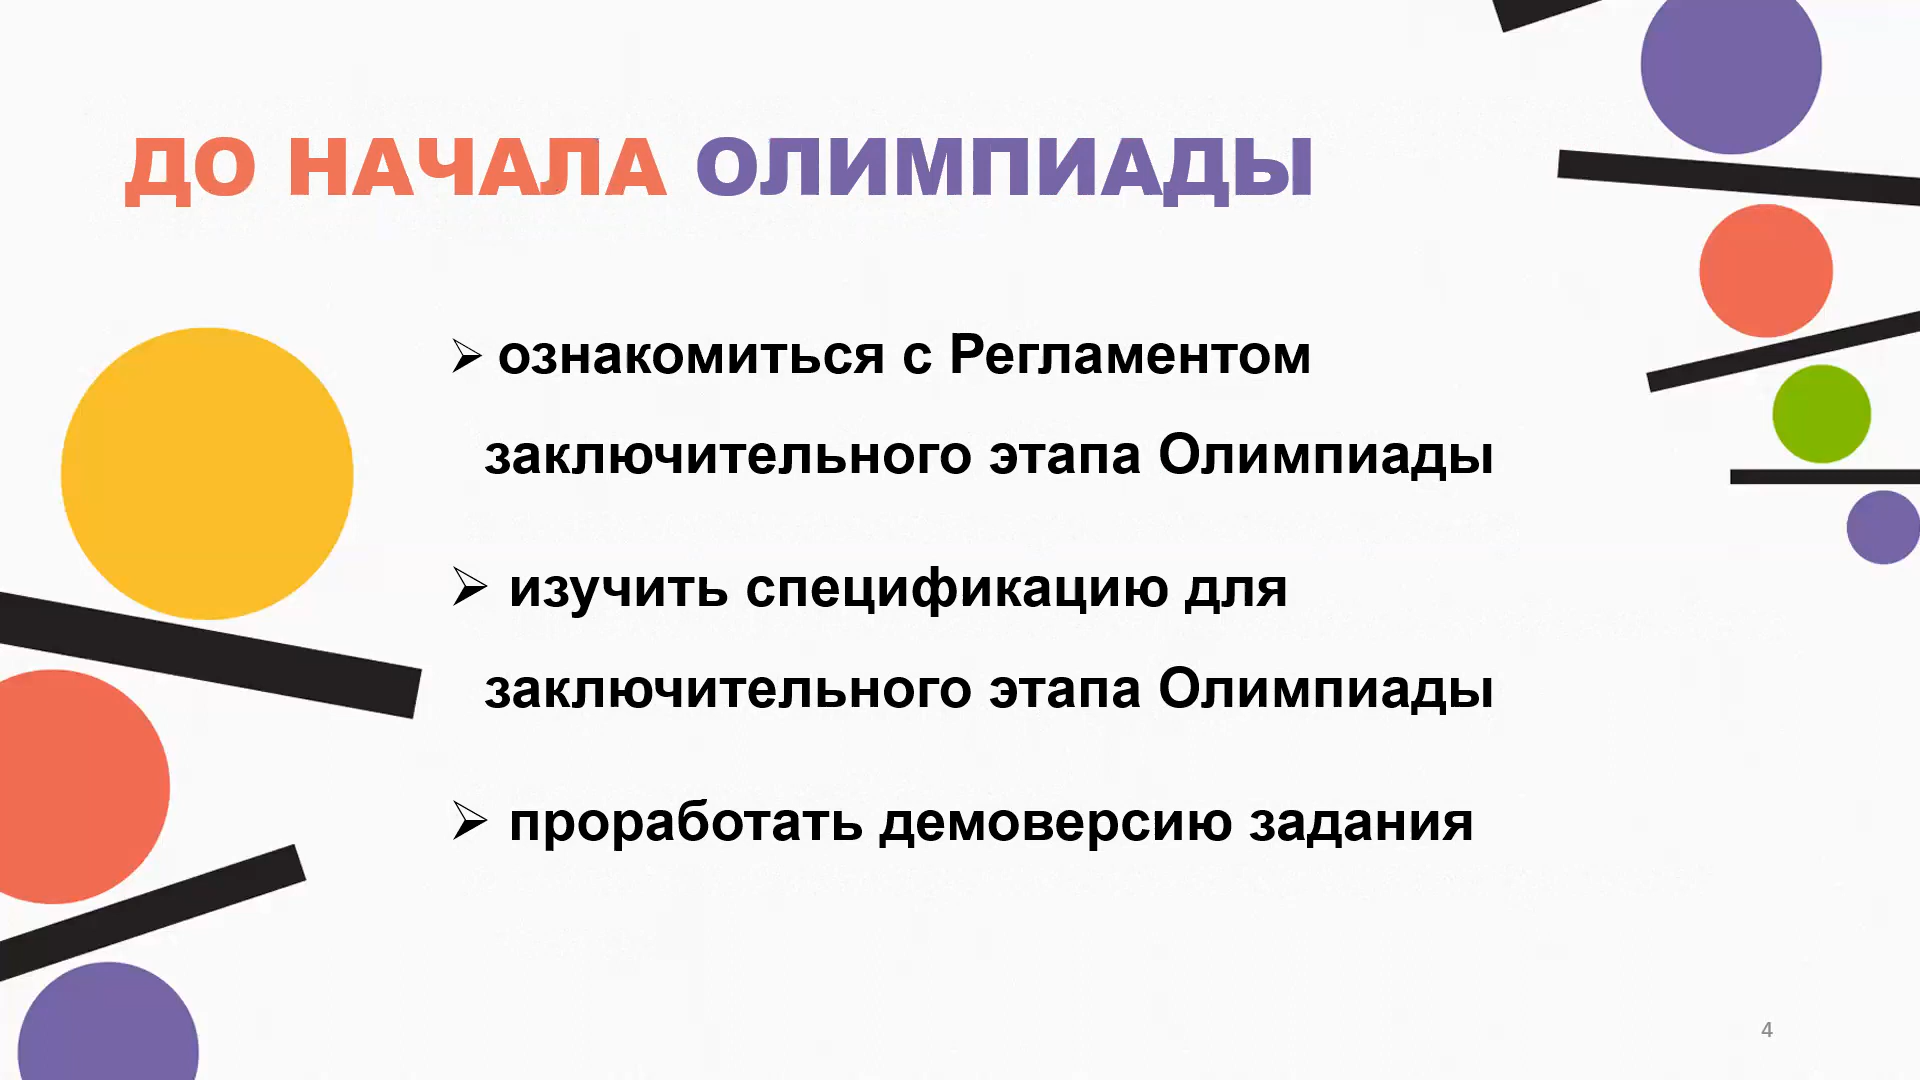 ДО НАЧАЛА ОЛИМПИАДЫ
➢ ознакомиться с Регламентом
заключительного этапа Олимпиады
➢ изучить спецификацию для
заключительного этапа Олимпиады
➢ проработать демоверсию задания
4